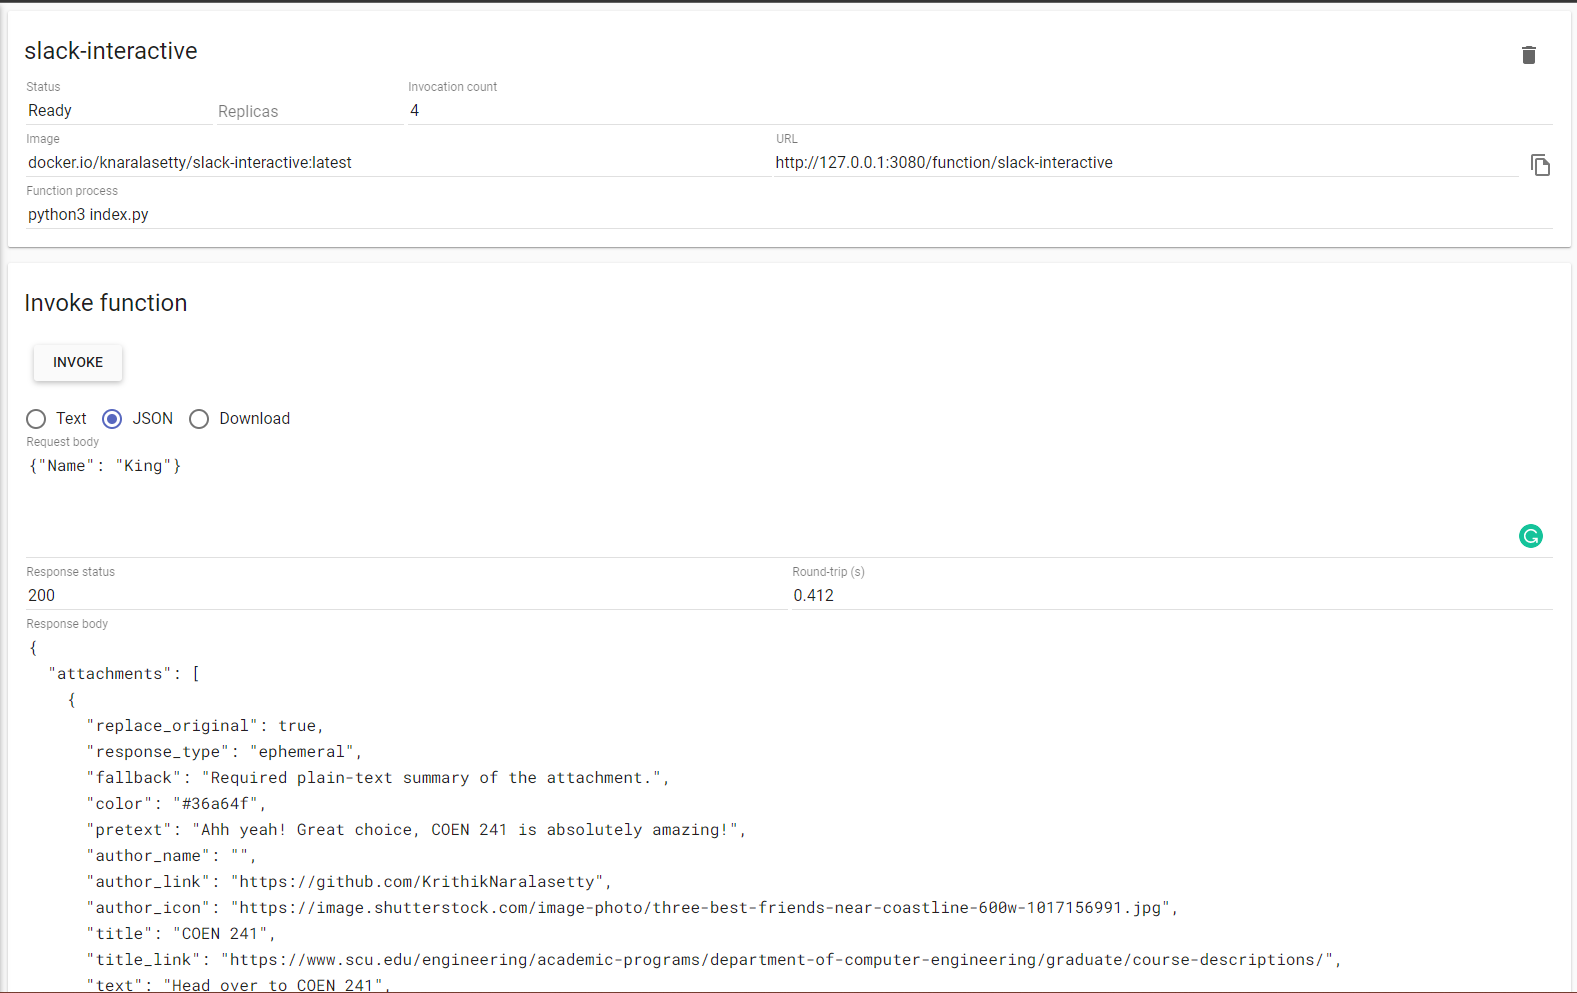 slack-interactive
Status
Invocation count
Ready
Replicas
4
Image
URL
docker.io/knaralasetty/slack-interactive:latest
http://127.0.0.1:3080/function/slack-interactive
Function process
python3 index.py
Invoke function
INVOKE
Text JSON Download
Request body
{"Name": "King"}
Response status
Round-trip (s)
200
0.412
Response body
{
"attachments": [
{
"replace_original": true,
"response_type": "ephemeral",
"fallback": "Required plain-text summary of the attachment.",
"color": "#36a64f",
"pretext": "Ahh yeah! Great choice, COEN 241 is absolutely amazing!",
"author_name": "",
"author_link": "https://github.com/KrithikNaralasetty",
"author_icon": "https://image.shutterstock.com/image-photo/three-best-friends-near-coastline-600w-1017156991.jpg",
"title": "COEN 241",
"title_link": "https://www.scu.edu/engineering/academic-programs/department-of-computer-engineering/graduate/course-descriptions/",
"text": "Head over to COEN 241",